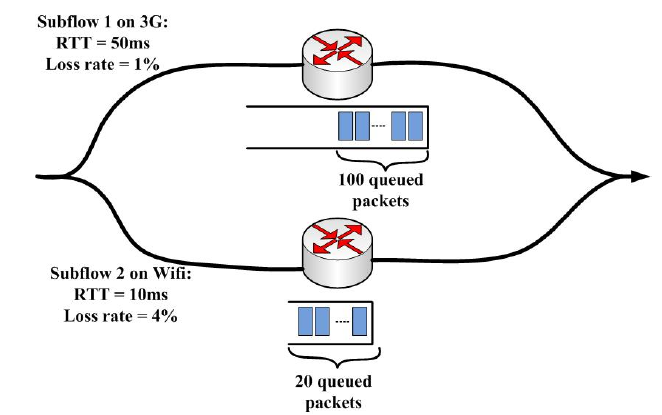 Subflow 1 on 3G:
RTT = 50ms
Loss rate = 1%
100 queued
packets
Subflow 2 on Wifi:
RTT = 10ms
Loss rate = 4%
20 queued
packets